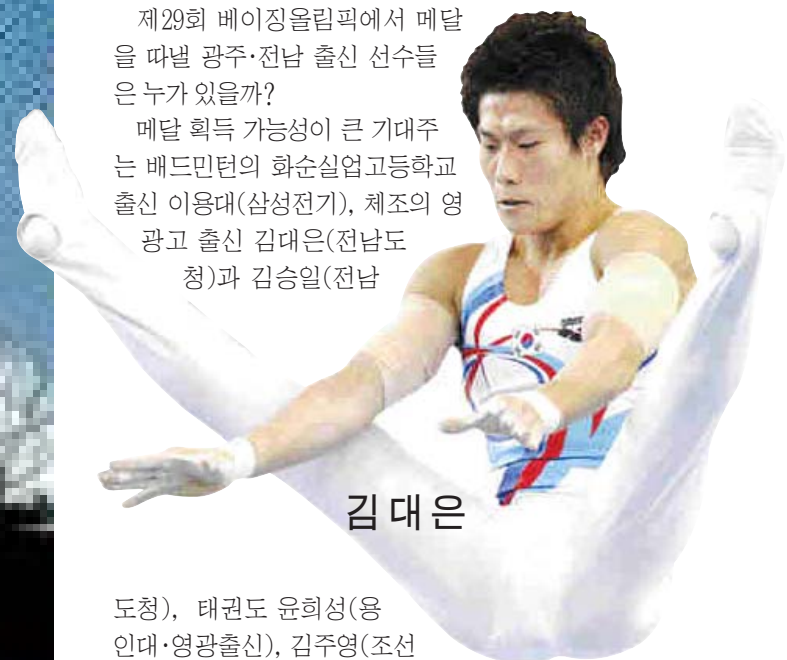 제29회 베이징올림픽에서 메달
을 따낼 광주·전남 출신 선수들
은 누가 있을까?
메달 획득 가능성이 큰 기대주
는 배드민턴의 화순실업고등학교
출신 이용대(삼성전기), 체조의 영
광고 출신 김대은(전남도
청)과 김승일(전남
김대은
도청), 태권도 윤희성(용
인대·영광출신), 김주영(조선